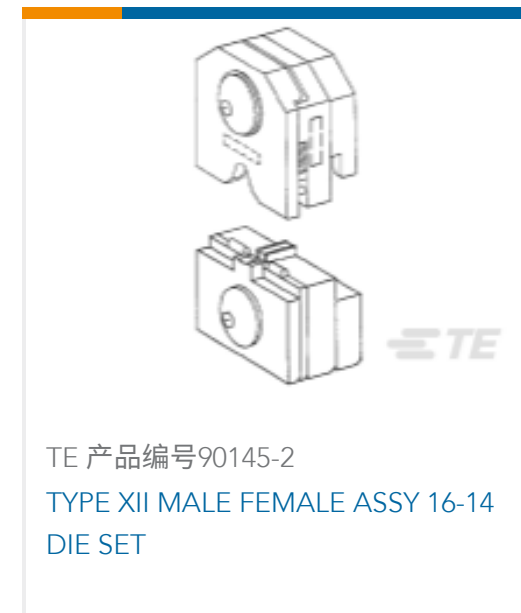 TE
TE 产品编号90145-2
TYPE XII MALE FEMALE ASSY 16-14
DIE SET